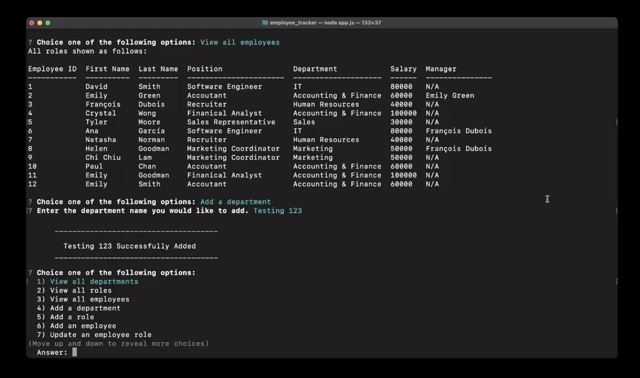 employee_tracker — node app.js — 133×37
? Choice one of the following options: View all employees
All roles shown as follows:
Employee ID  First Name  Last Name  Position  Department  Salary  Manager
-----------  ----------  ---------  ----------------------  --------------------  ------  ---------------
1  David  Smith  Software Engineer  IT  80000  N/A
2  Emily  Green  Accoutant  Accounting & Finance  60000  Emily Green
3  François  Dubois  Recruiter  Human Resources  40000  N/A
4  Crystal  Wong  Finanical Analyst  Accounting & Finance  100000  N/A
5  Tyler  Moore  Sales Representative  Sales  30000  N/A
6  Ana  García  Software Engineer  IT  80000  François Dubois
7  Natasha  Norman  Recruiter  Human Resources  40000  N/A
8  Helen  Goodman  Marketing Coordinator  Marketing  50000  François Dubois
9  Chi Chiu  Lam  Marketing Coordinator  Marketing  50000  N/A
10  Paul  Chan  Accoutant  Accounting & Finance  60000  N/A
11  Emily  Goodman  Finanical Analyst  Accounting & Finance  100000  N/A
12  Emily  Smith  Accoutant  Accounting & Finance  60000  N/A
? Choice one of the following options: Add a department
? Enter the department name you would like to add. Testing 123
Testing 123 Successfully Added
? Choice one of the following options:
1) View all departments
2) View all roles
3) View all employees
4) Add a department
5) Add a role
6) Add an employee
7) Update an employee role
(Move up and down to reveal more choices)
Answer: